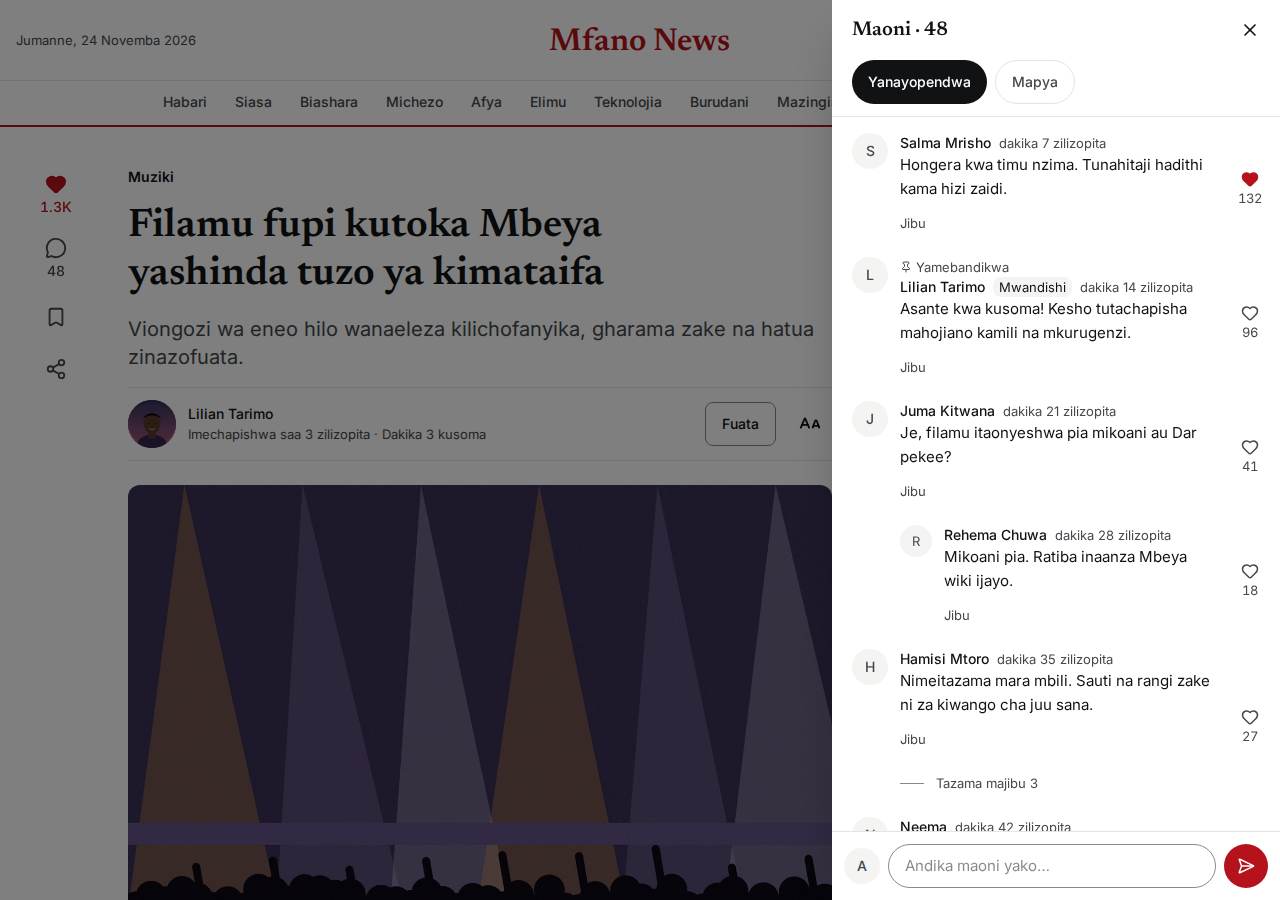 Jumanne, 24 Novemba 2026
Mfano News
Habari Siasa Biashara Michezo Afya Elimu Teknolojia Burudani Mazingi
1.3K
48
Muziki
Filamu fupi kutoka Mbeya
yashinda tuzo ya kimataifa
Viongozi wa eneo hilo wanaeleza kilichofanyika, gharama zake na hatua
zinazofuata.
Lilian Tarimo
Imechapishwa saa 3 zilizopita · Dakika 3 kusoma
Fuata
AA
Maoni · 48
Yanayopendwa
Mapya
S
Salma Mrisho dakika 7 zilizopita
Hongera kwa timu nzima. Tunahitaji hadithi
kama hizi zaidi.
132
Jibu
Yamebandikwa
L
Lilian Tarimo Mwandishi dakika 14 zilizopita
Asante kwa kusoma! Kesho tutachapisha
mahojiano kamili na mkurugenzi.
96
Jibu
J
Juma Kitwana dakika 21 zilizopita
Je, filamu itaonyeshwa pia mikoani au Dar
pekee?
41
Jibu
R
Rehema Chuwa dakika 28 zilizopita
Mikoani pia. Ratiba inaanza Mbeya
wiki ijayo.
18
Jibu
H
Hamisi Mtoro dakika 35 zilizopita
Nimeitazama mara mbili. Sauti na rangi zake
ni za kiwango cha juu sana.
27
Jibu
Tazama majibu 3
Neema dakika 42 zilizopita
A
Andika maoni yako...